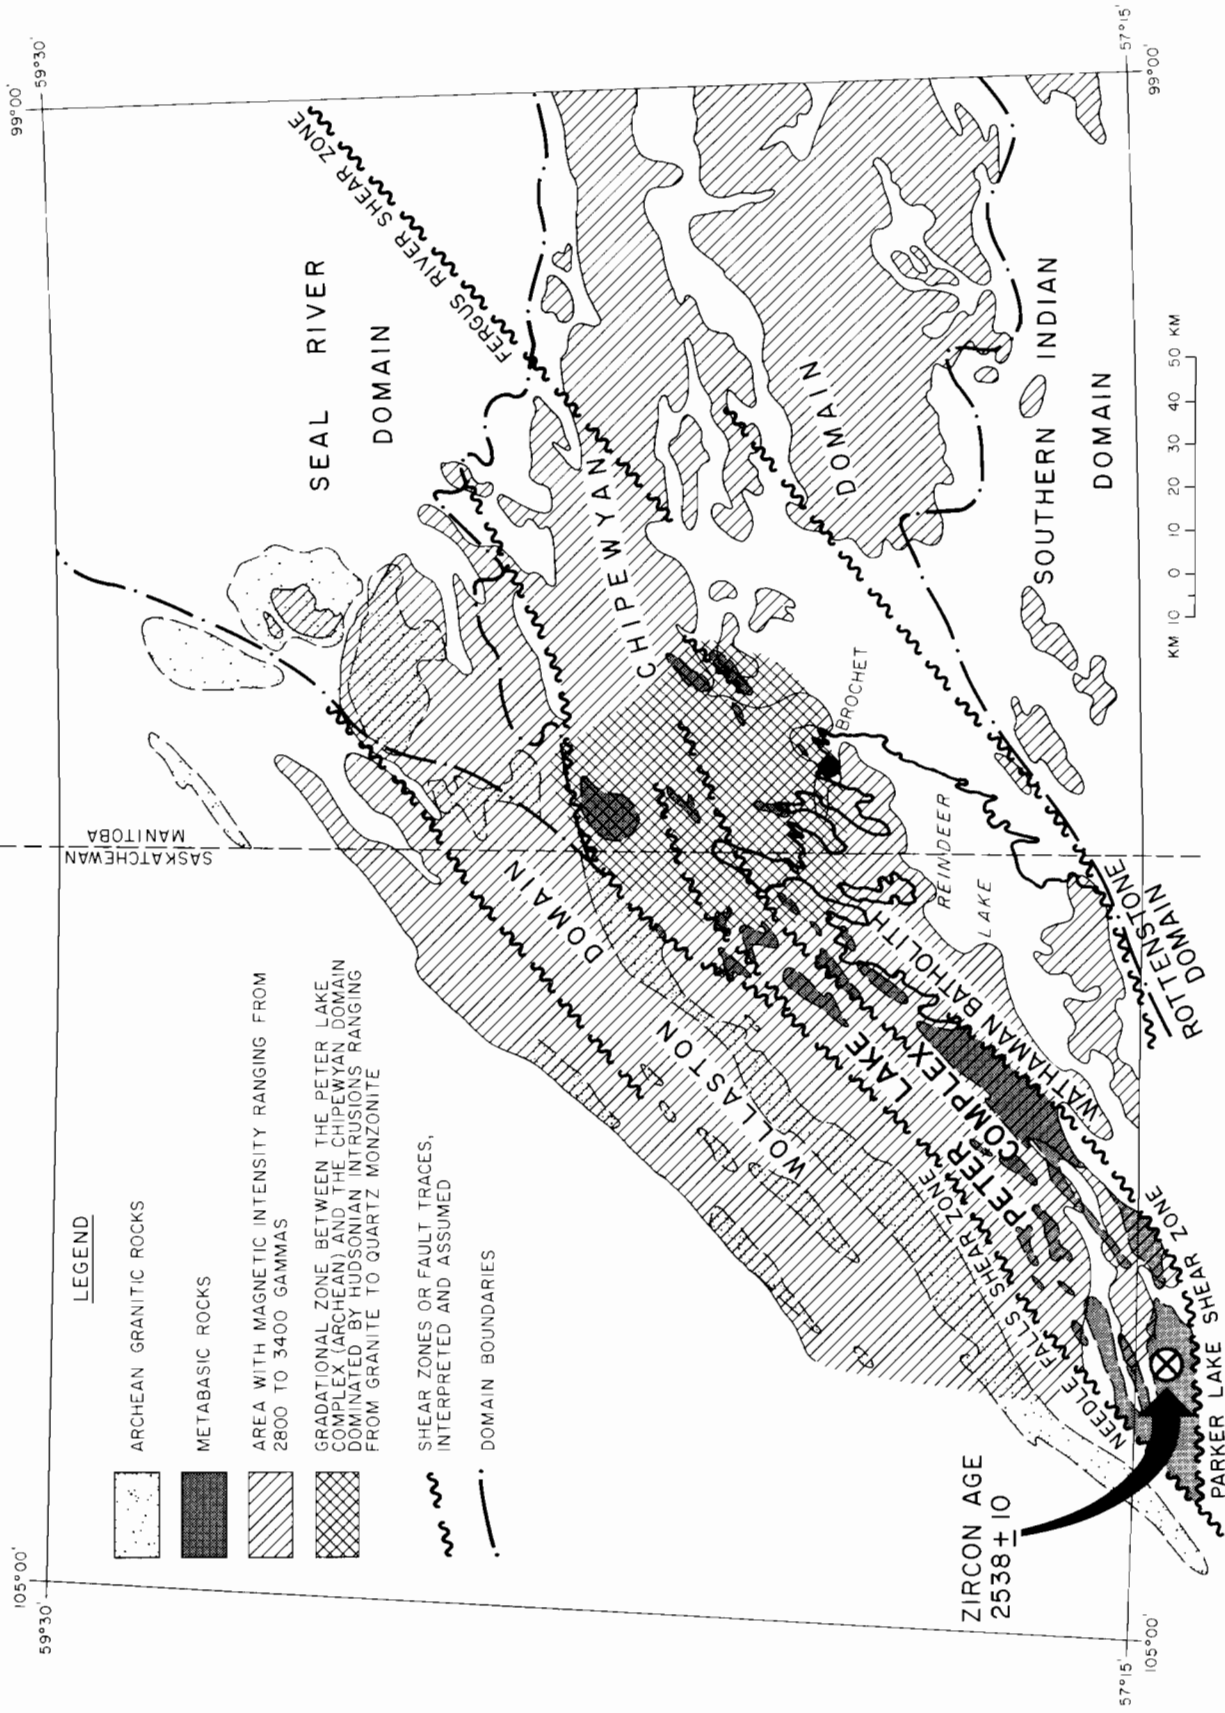 105°00'
59°30'
99°00'
59°30'
LEGEND
ARCHEAN GRANITIC ROCKS
METABASIC ROCKS
AREA WITH MAGNETIC INTENSITY RANGING FROM
2800 TO 3400 GAMMAS
GRADATIONAL ZONE BETWEEN THE PETER LAKE
COMPLEX (ARCHEAN) AND THE CHIPEWYAN DOMAIN
DOMINATED BY HUDSONIAN INTRUSIONS RANGING
FROM GRANITE TO QUARTZ MONZONITE
SHEAR ZONES OR FAULT TRACES,
INTERPRETED AND ASSUMED
DOMAIN BOUNDARIES
SASKATCHEWAN
MANITOBA
SEAL RIVER
DOMAIN
FERGUS RIVER SHEAR ZONE
WOLLASTON
DOMAIN
CHIPEWYAN
DOMAIN
PETER LAKE
COMPLEX
WATHAMAN BATHOLITH
NEEDLE FALLS SHEAR ZONE
BROCHET
REINDEER
LAKE
SOUTHERN INDIAN
DOMAIN
ROTTENSTONE
DOMAIN
ZIRCON AGE
2538 ± 10
PARKER LAKE SHEAR ZONE
KM 10 0 10 20 30 40 50 KM
57°15'
105°00'
57°15'
99°00'